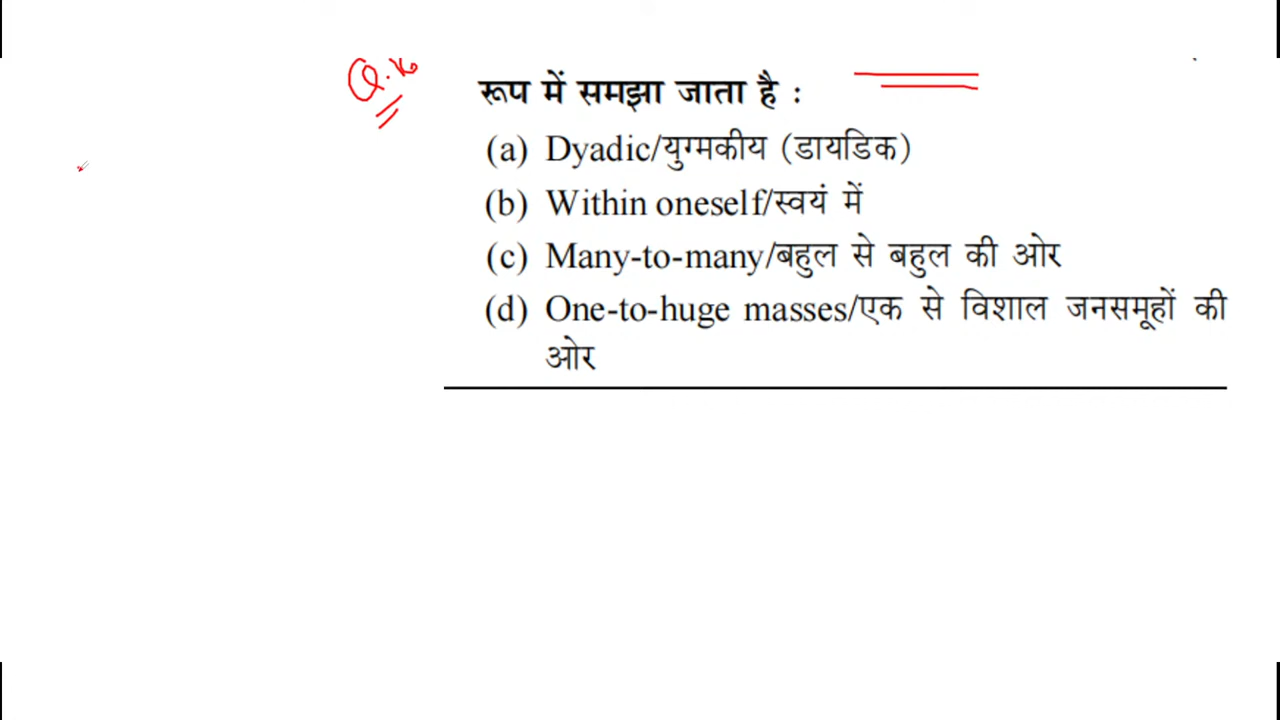 रूप में समझा जाता है :
(a) Dyadic/युग्मकीय (डायडिक)
(b) Within oneself/स्वयं में
(c) Many-to-many/बहुल से बहुल की ओर
(d) One-to-huge masses/एक से विशाल जनसमूहों की
ओर